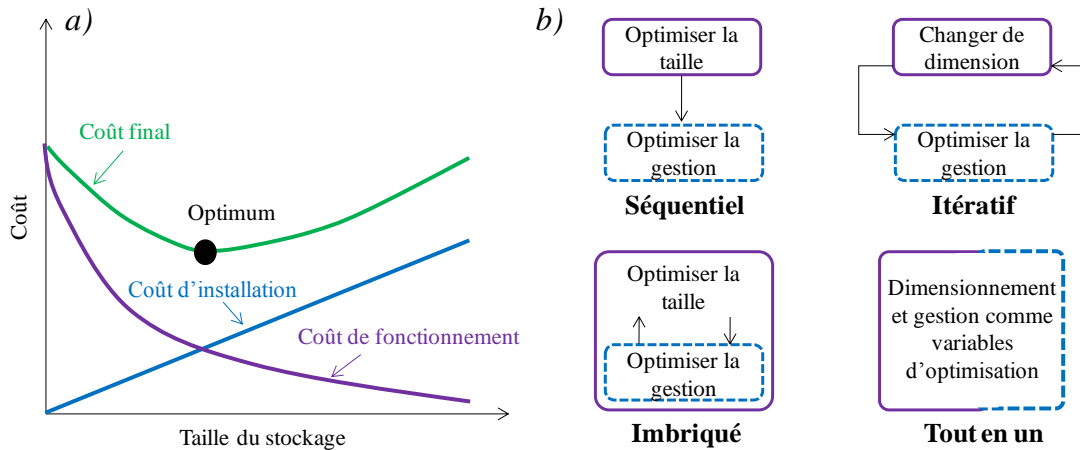 a)
Coût
Coût final
Optimum
Coût d’installation
Coût de fonctionnement
Taille du stockage
b)
Optimiser la
taille
Optimiser la
gestion
Séquentiel
Changer de
dimension
Optimiser la
gestion
Itératif
Optimiser la
taille
Optimiser la
gestion
Imbriqué
Dimensionnement
et gestion comme
variables
d’optimisation
Tout en un